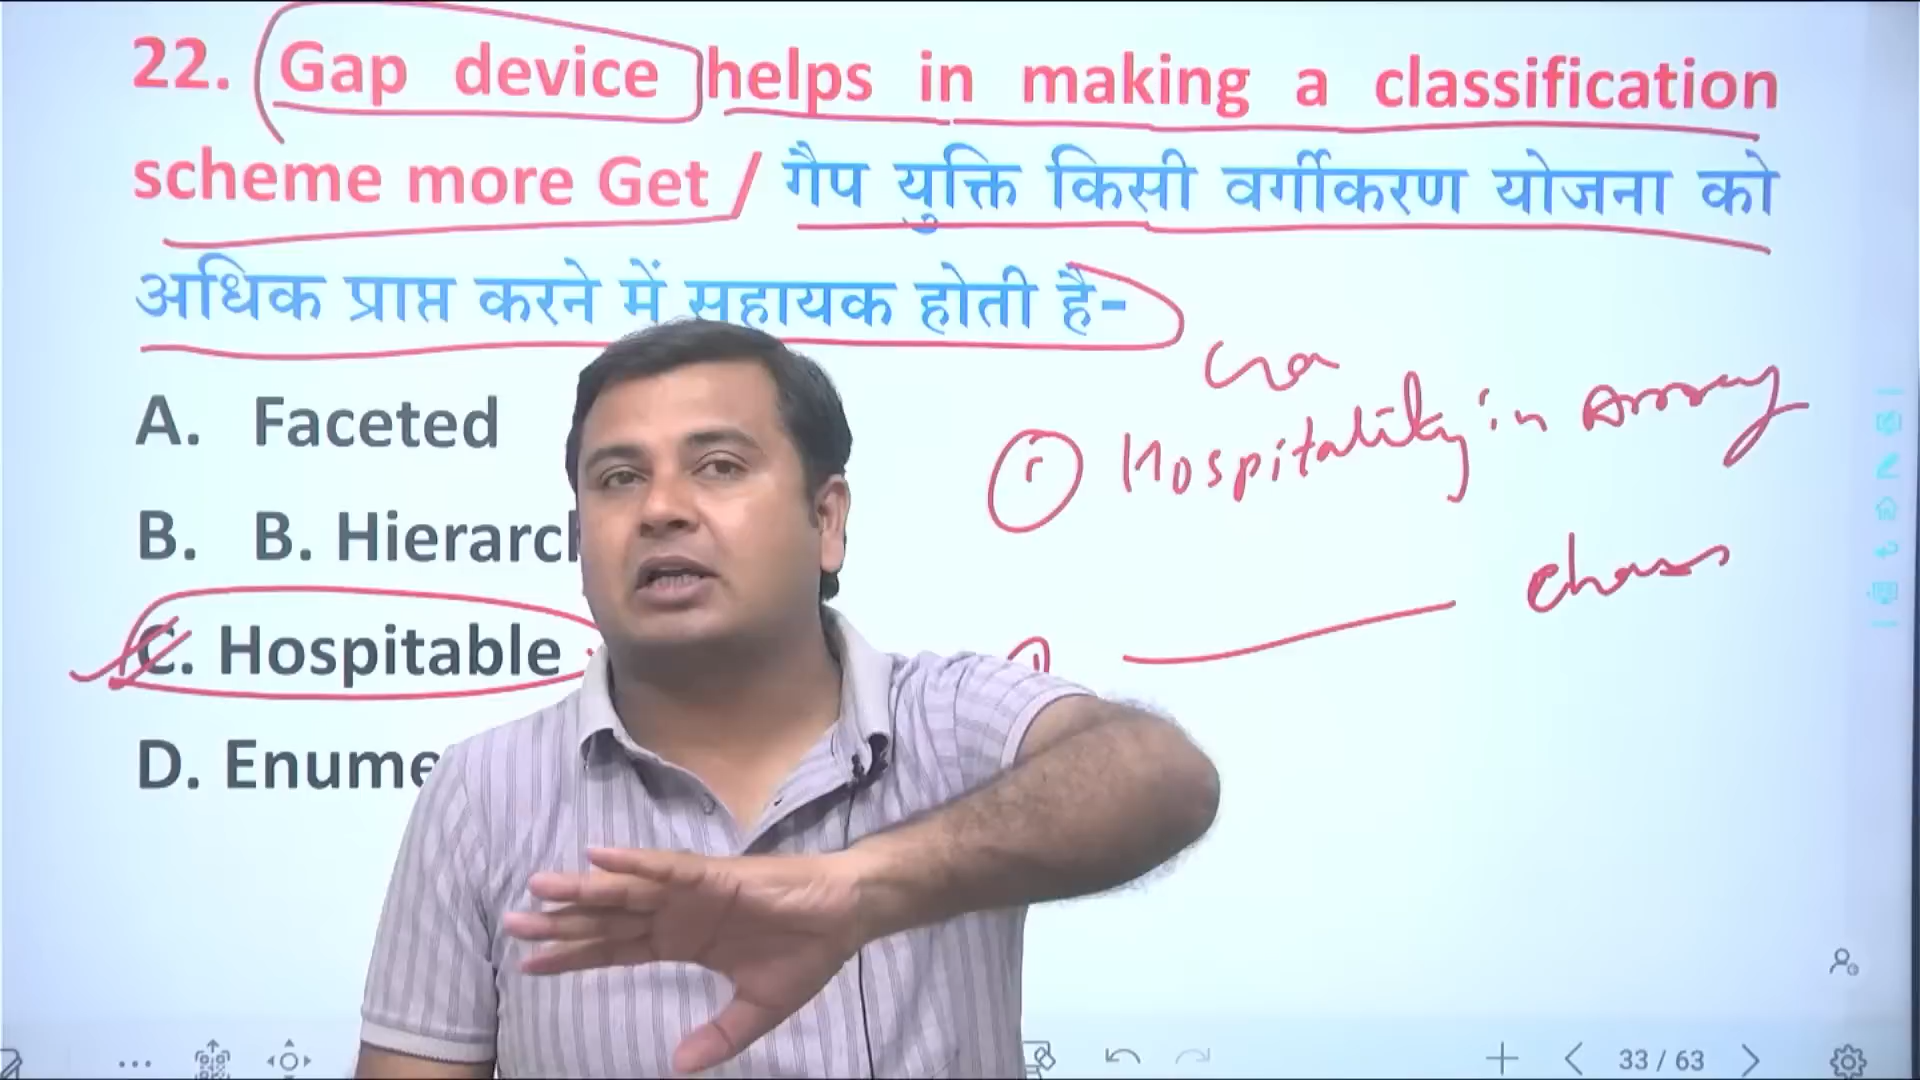 22. Gap device helps in making a classification
scheme more Get / गैप युक्ति किसी वर्गीकरण योजना को
अधिक प्राप्त करने में सहायक होती है-
A. Faceted
B. B. Hierarch
C. Hospitable
D. Enume
Hospitality in Array
33 / 63